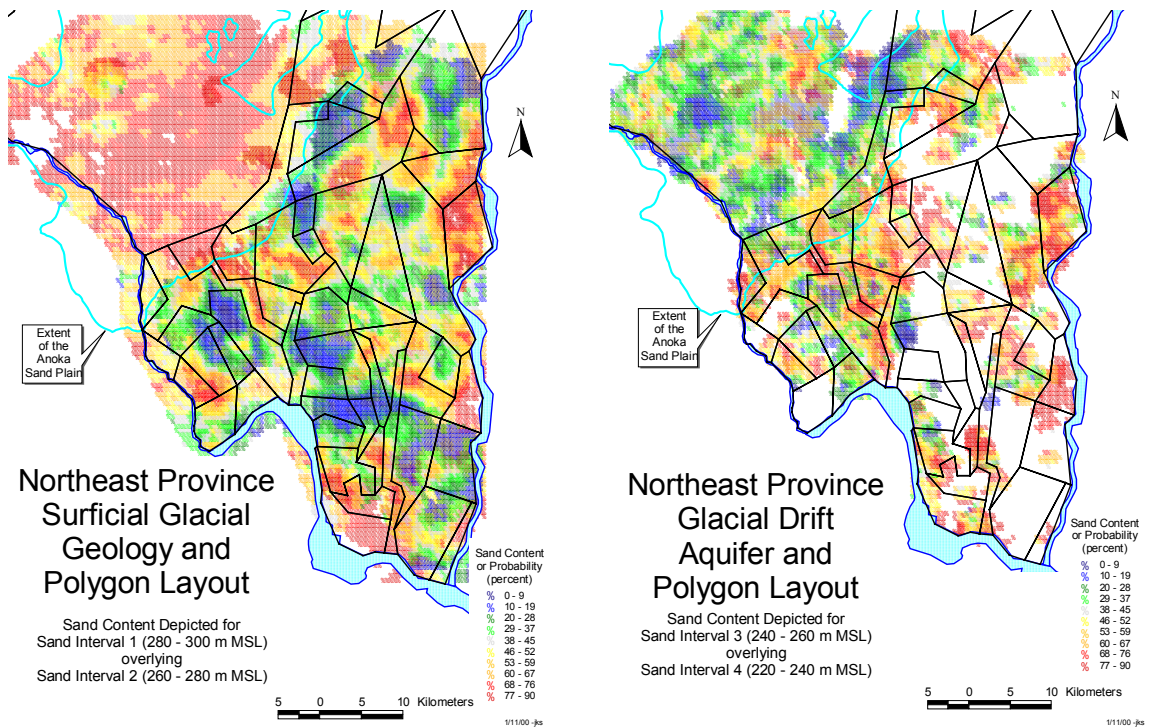 N
Extent
of the
Anoka
Sand Plain
Northeast Province
Surficial Glacial
Geology and
Polygon Layout
Sand Content Depicted for
Sand Interval 1 (280 - 300 m MSL)
overlying
Sand Interval 2 (260 - 280 m MSL)
Sand Content
or Probability
(percent)
% 0 - 9
% 10 - 19
% 20 - 28
% 29 - 37
% 38 - 45
% 46 - 52
% 53 - 59
% 60 - 67
% 68 - 76
% 77 - 90
5 0 5 10 Kilometers
1/11/00 -jks
N
Extent
of the
Anoka
Sand Plain
Northeast Province
Glacial Drift
Aquifer and
Polygon Layout
Sand Content Depicted for
Sand Interval 3 (240 - 260 m MSL)
overlying
Sand Interval 4 (220 - 240 m MSL)
Sand Content
or Probability
(percent)
% 0 - 9
% 10 - 19
% 20 - 28
% 29 - 37
% 38 - 45
% 46 - 52
% 53 - 59
% 60 - 67
% 68 - 76
% 77 - 90
5 0 5 10 Kilometers
1/11/00 -jks